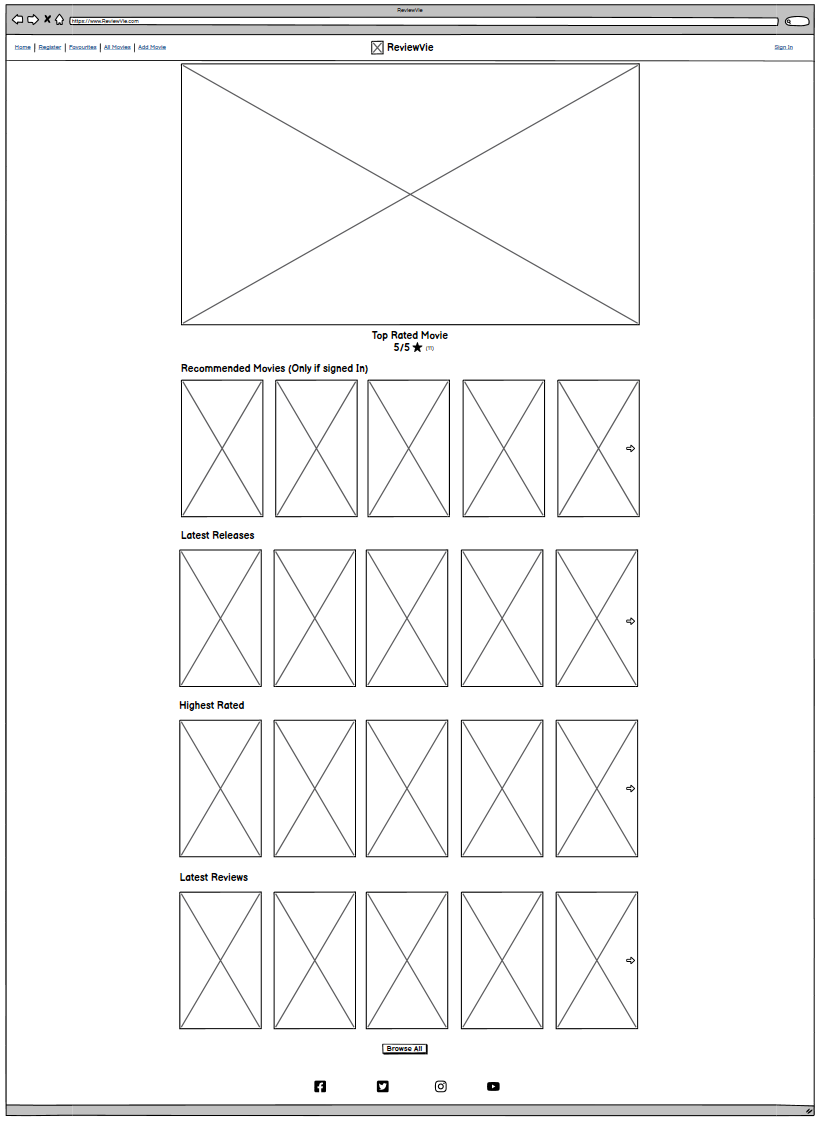 ReviewVie
https://www.ReviewVie.com
Home | Register | Favourites | All Movies | Add Movie
ReviewVie
Sign In
Top Rated Movie
5/5 (11)
Recommended Movies (Only if signed In)
Latest Releases
Highest Rated
Latest Reviews
Browse All